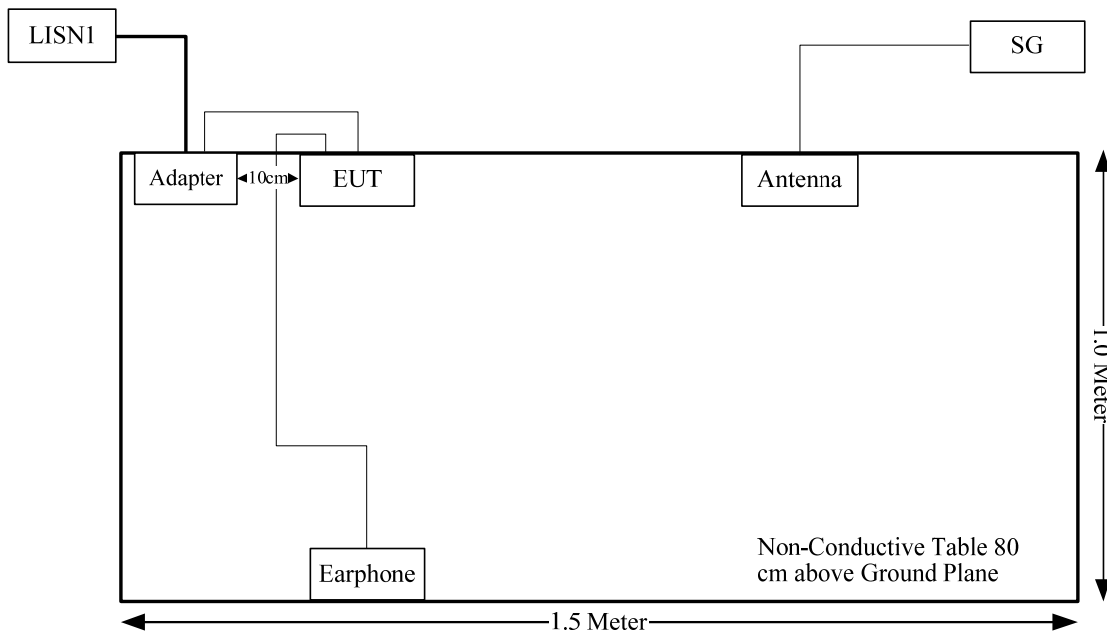 LISN1
SG
Adapter
10cm
EUT
Antenna
1.0 Meter
Earphone
Non-Conductive Table 80
cm above Ground Plane
1.5 Meter